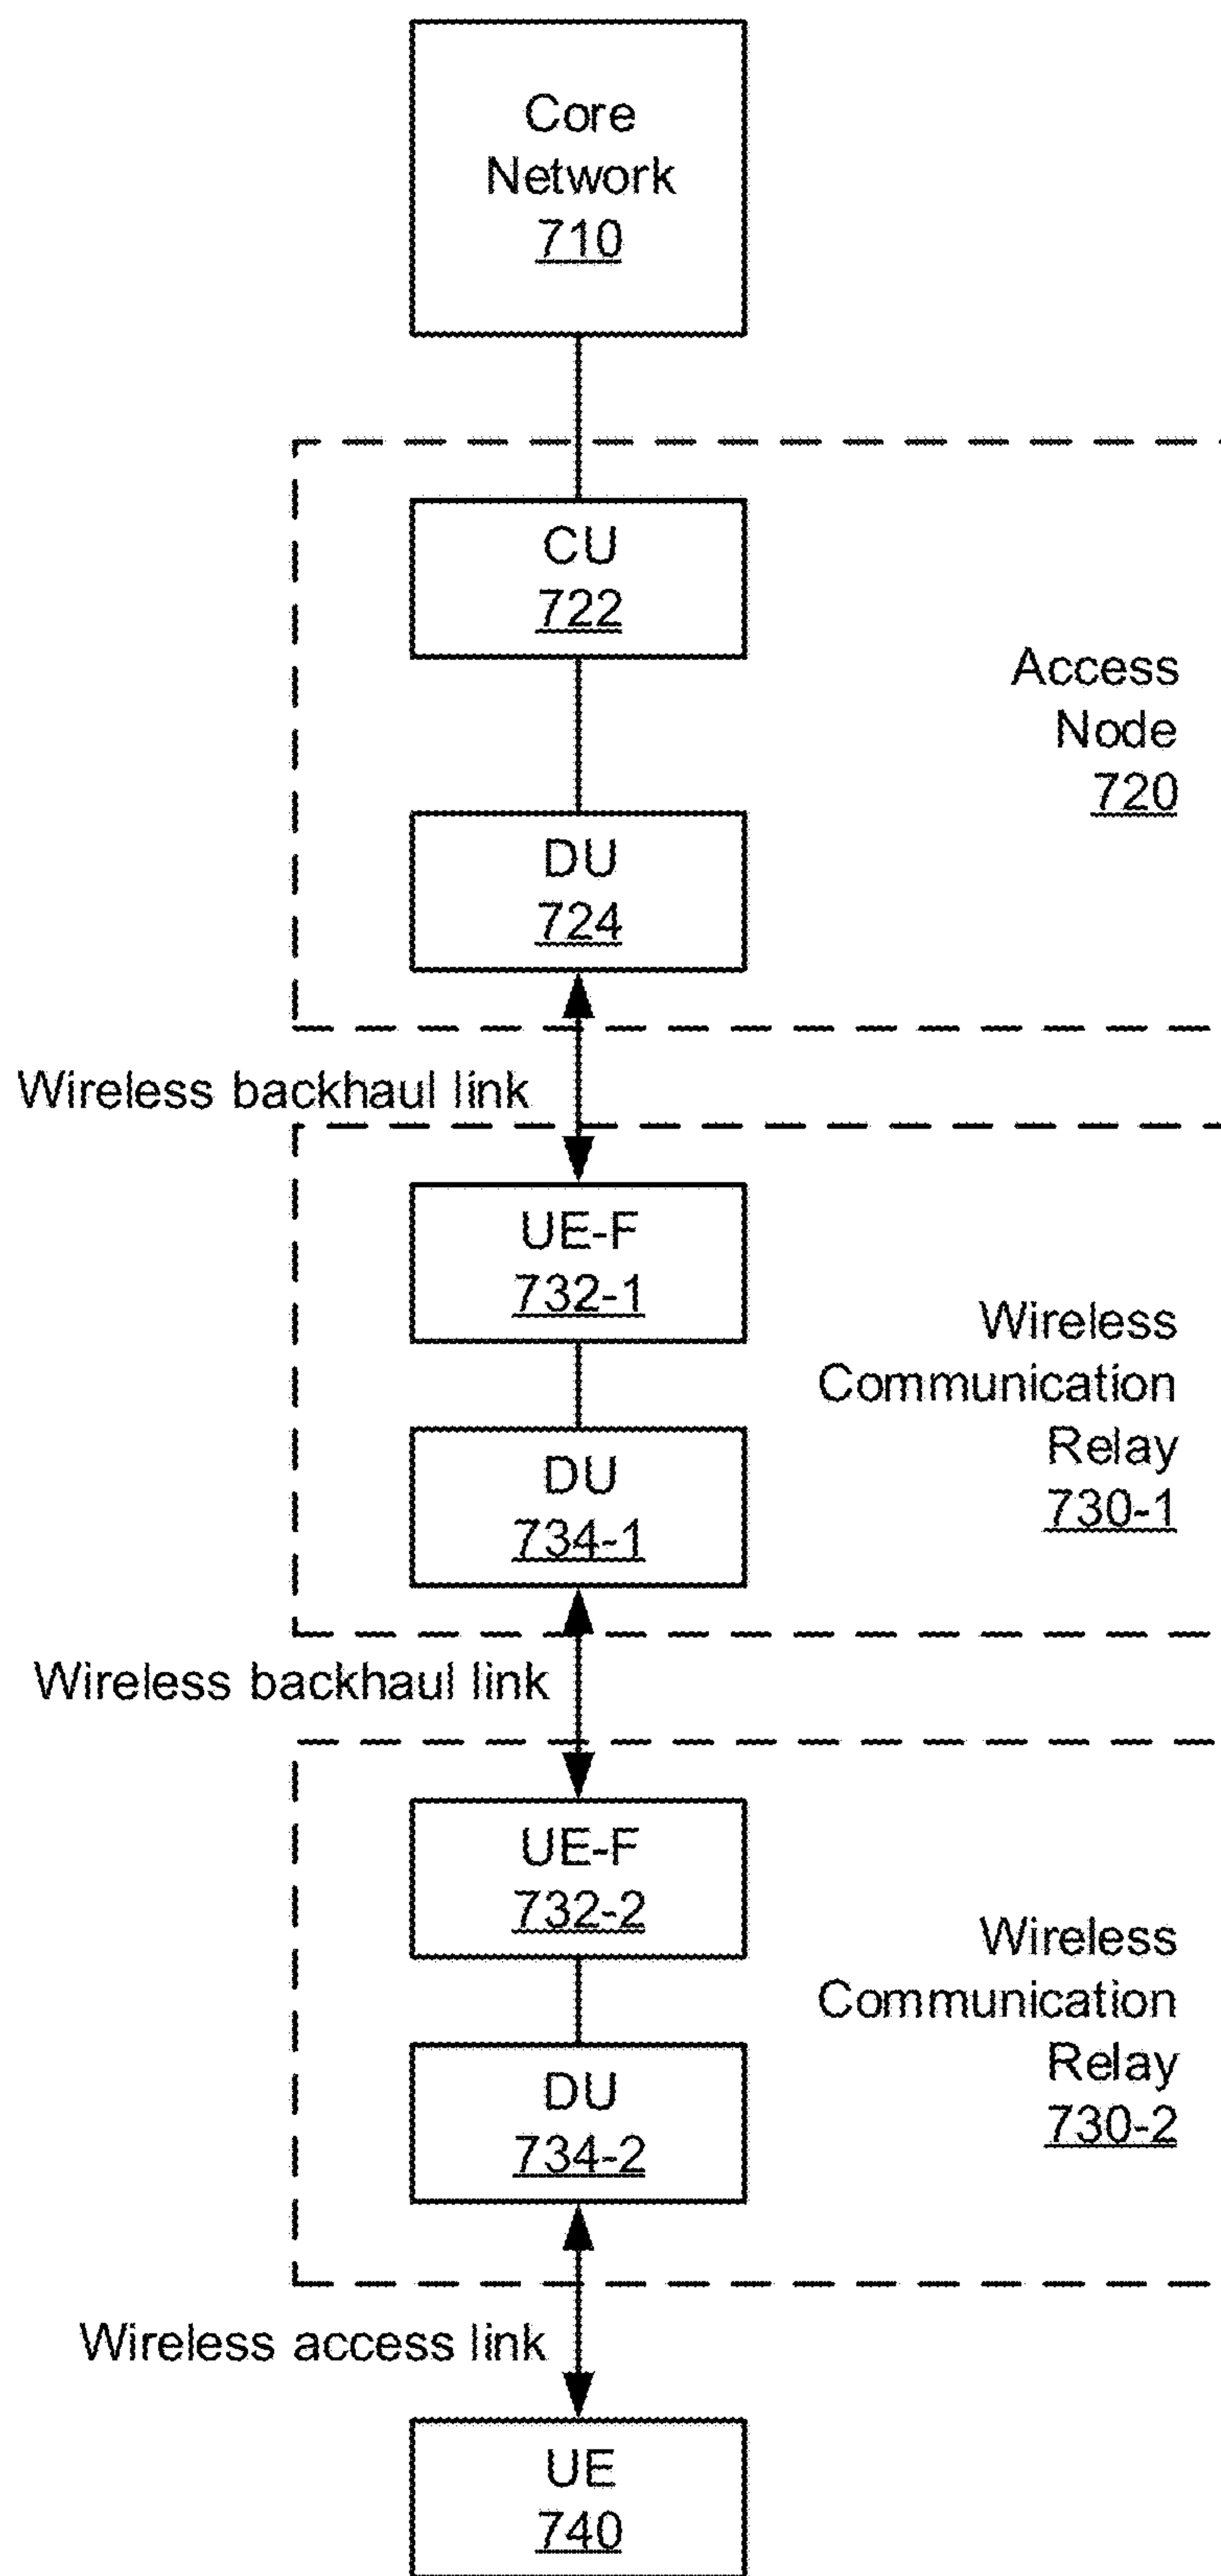 Core
Network
710
CU
722
Access
Node
720
DU
724
Wireless backhaul link
UE-F
732-1
Wireless
Communication
Relay
730-1
DU
734-1
Wireless backhaul link
UE-F
732-2
Wireless
Communication
Relay
730-2
DU
734-2
Wireless access link
UE
740